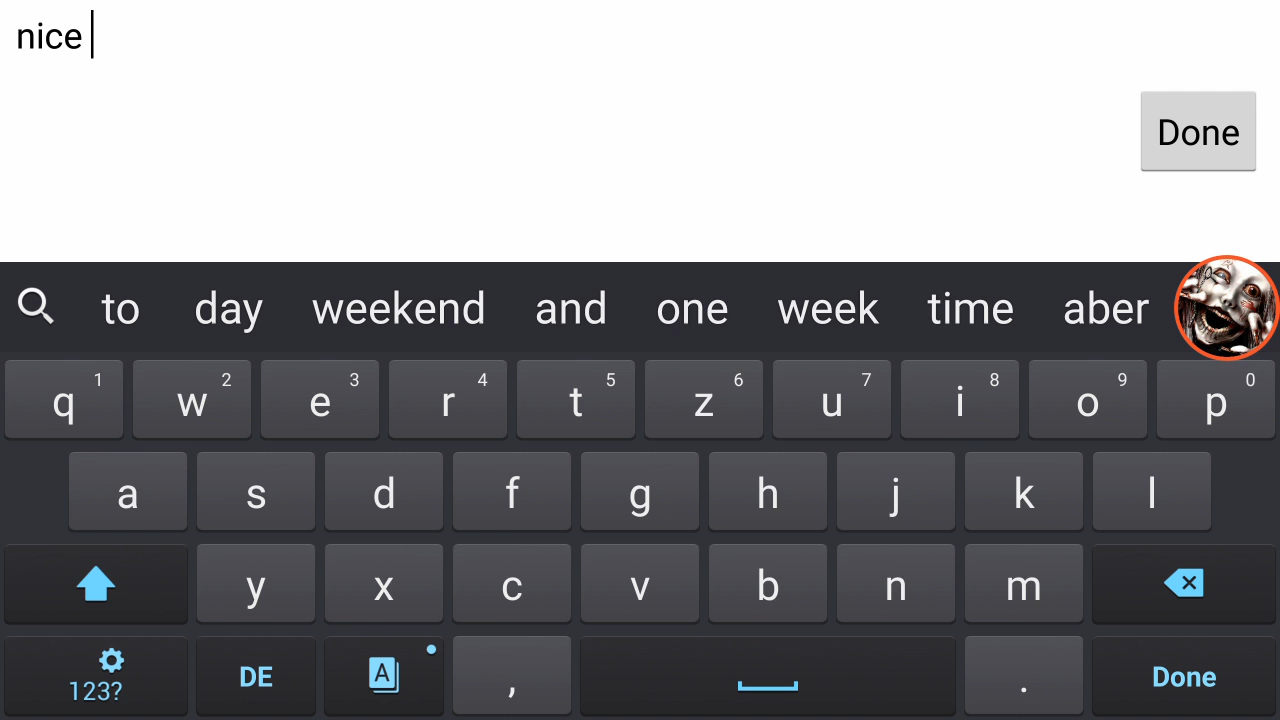 nice
Done
to day weekend and one week time aber
q 1 w 2 e 3 r 4 t 5 z 6 u 7 i 8 o 9 p 0
a s d f g h j k l
y x c v b n m
123? DE A , . Done